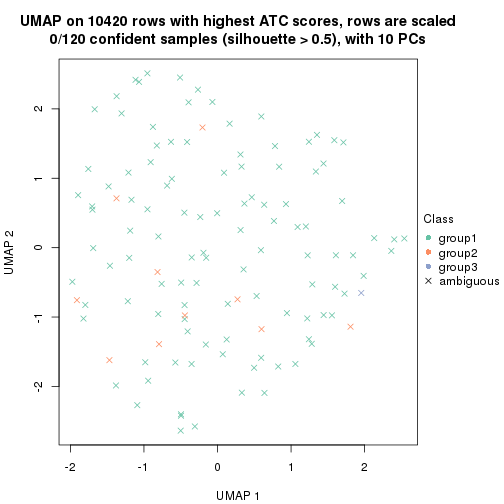 UMAP on 10420 rows with highest ATC scores, rows are scaled
0/120 confident samples (silhouette > 0.5), with 10 PCs
2
1
0
-1
-2
UMAP 2
-2
-1
0
1
2
UMAP 1
Class
group1
group2
group3
ambiguous